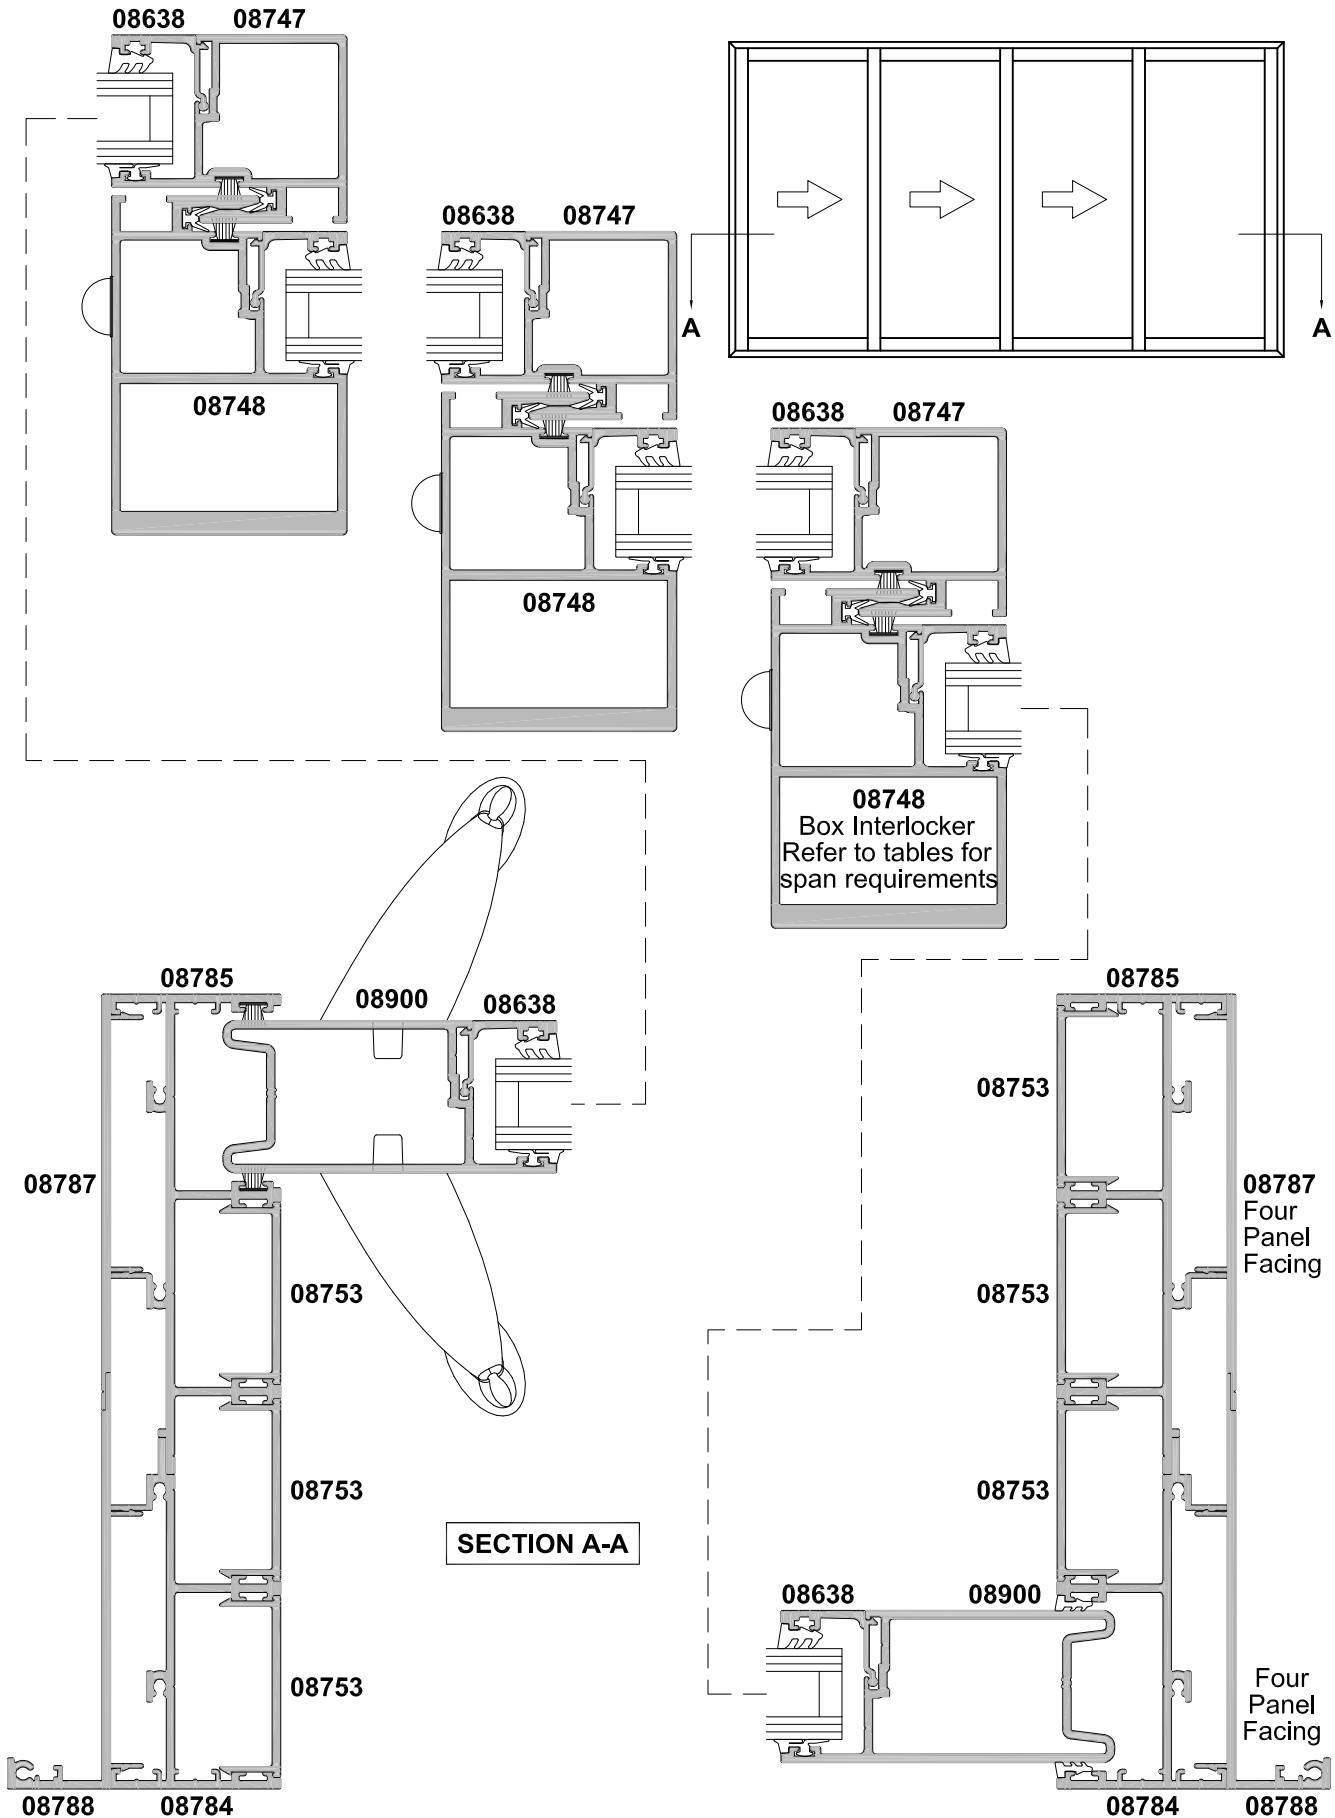 08638 08747
08638 08747
A A
08748
08638 08747
08748
08748
Box Interlocker
Refer to tables for
span requirements
08785
08900 08638
08785
08753
08787
08787
Four
Panel
Facing
08753
08753
08753
08753
SECTION A-A
08638 08900
08753
Four
Panel
Facing
08788 08784
08784 08788